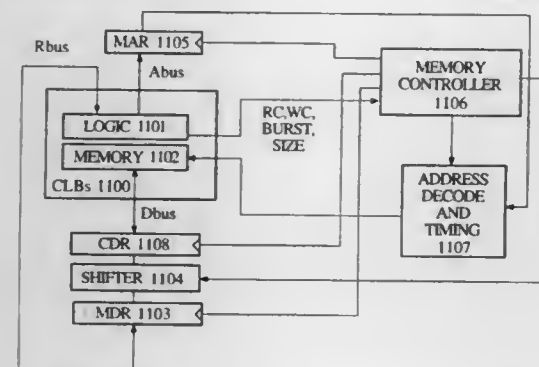 Rbus
MAR 1105
Abus
MEMORY
CONTROLLER
1106
RC,WC,
BURST,
SIZE
LOGIC 1101
MEMORY 1102
CLBs 1100
ADDRESS
DECODE
AND
TIMING
1107
Dbus
CDR 1108
SHIFTER 1104
MDR 1103